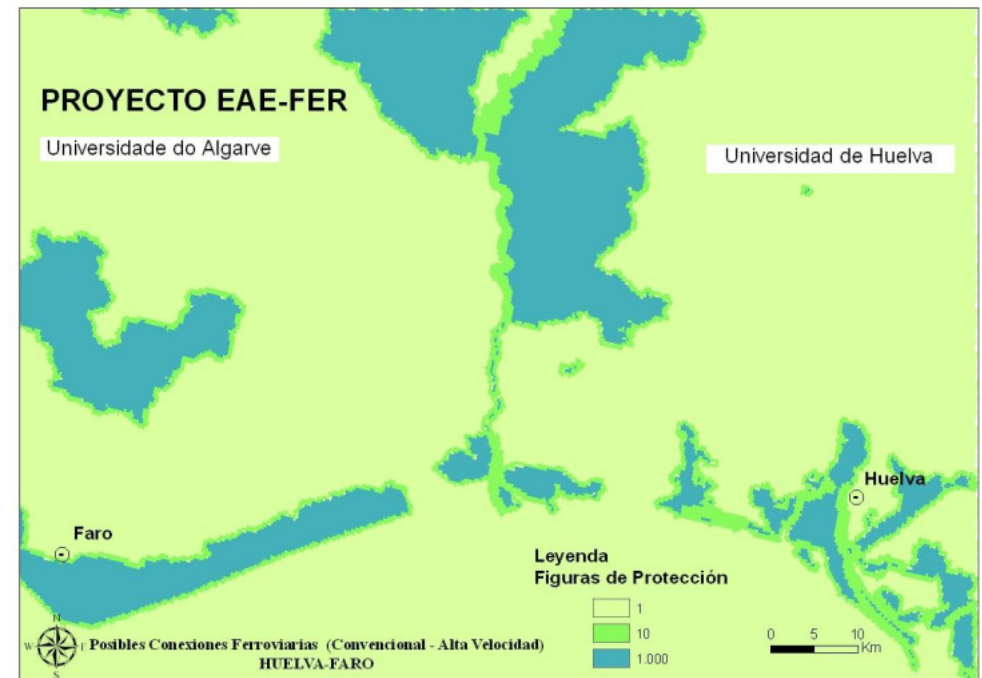 PROYECTO EAE-FER
Universidade do Algarve
Universidad de Huelva
Huelva
Faro
Leyenda
Figuras de Protección
1
10
1.000
0 5 10
Km
N
W E
S
Posibles Conexiones Ferroviarias (Convencional - Alta Velocidad)
HUELVA-FARO